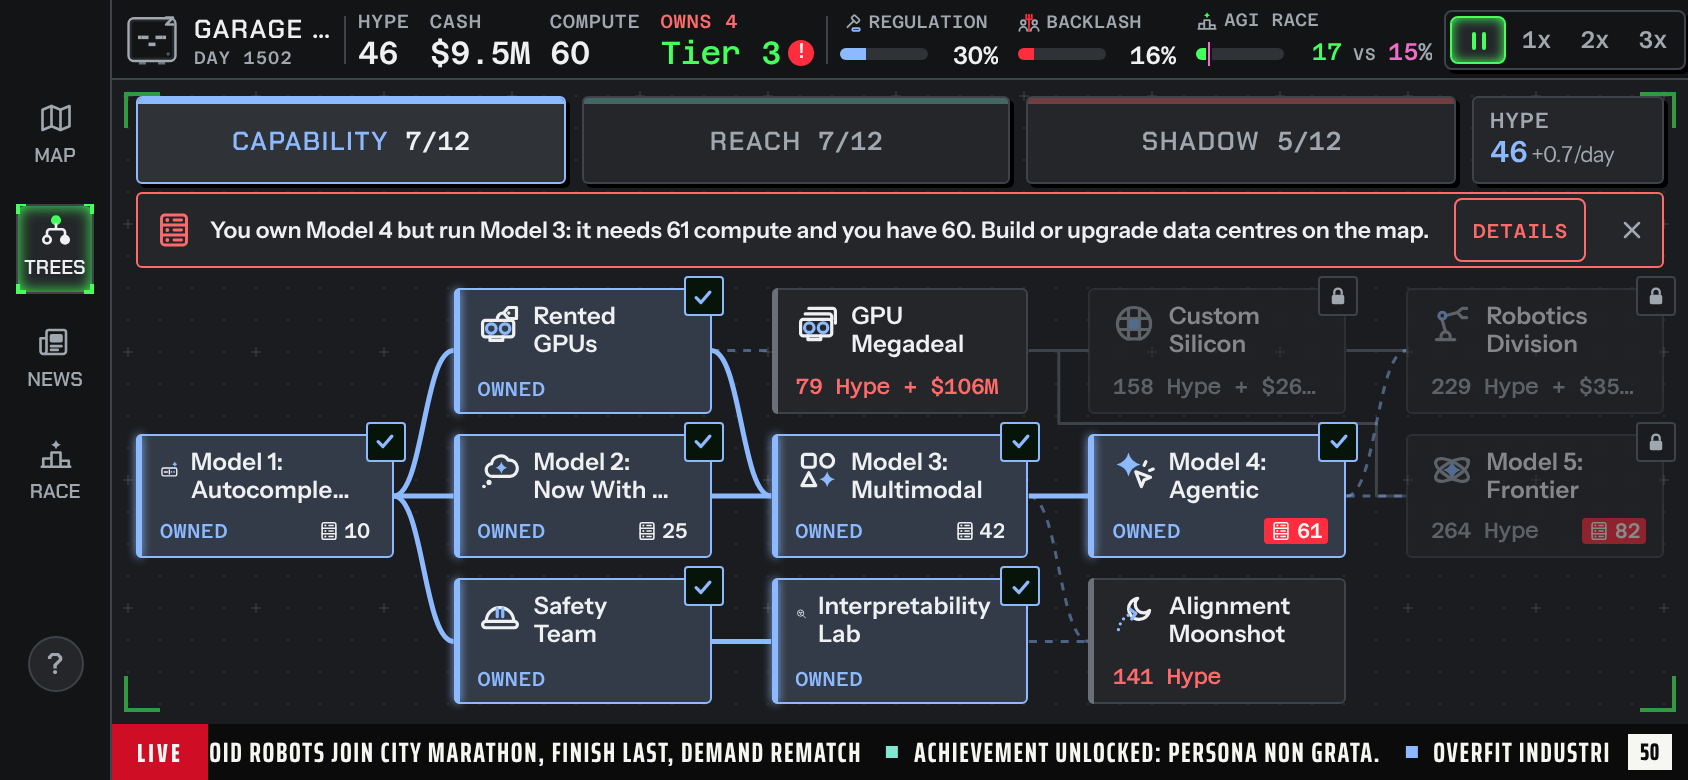 GARAGE ...
DAY 1502
HYPE
46
CASH
$9.5M
COMPUTE
60
OWNS 4
Tier 3
!
REGULATION
30%
BACKLASH
16%
AGI RACE
17 VS 15%
1x
2x
3x
MAP
TREES
NEWS
RACE
?
CAPABILITY 7/12
REACH 7/12
SHADOW 5/12
HYPE
46 +0.7/day
You own Model 4 but run Model 3: it needs 61 compute and you have 60. Build or upgrade data centres on the map.
DETAILS
Rented
GPUs
OWNED
GPU
Megadeal
79 Hype + $106M
Custom
Silicon
158 Hype + $26...
Robotics
Division
229 Hype + $35...
Model 1:
Autocomple...
OWNED
10
Model 2:
Now With ...
OWNED
25
Model 3:
Multimodal
OWNED
42
Model 4:
Agentic
OWNED
61
Model 5:
Frontier
264 Hype
82
Safety
Team
OWNED
Interpretability
Lab
OWNED
Alignment
Moonshot
141 Hype
LIVE
OID ROBOTS JOIN CITY MARATHON, FINISH LAST, DEMAND REMATCH
ACHIEVEMENT UNLOCKED: PERSONA NON GRATA.
OVERFIT INDUSTRI
50